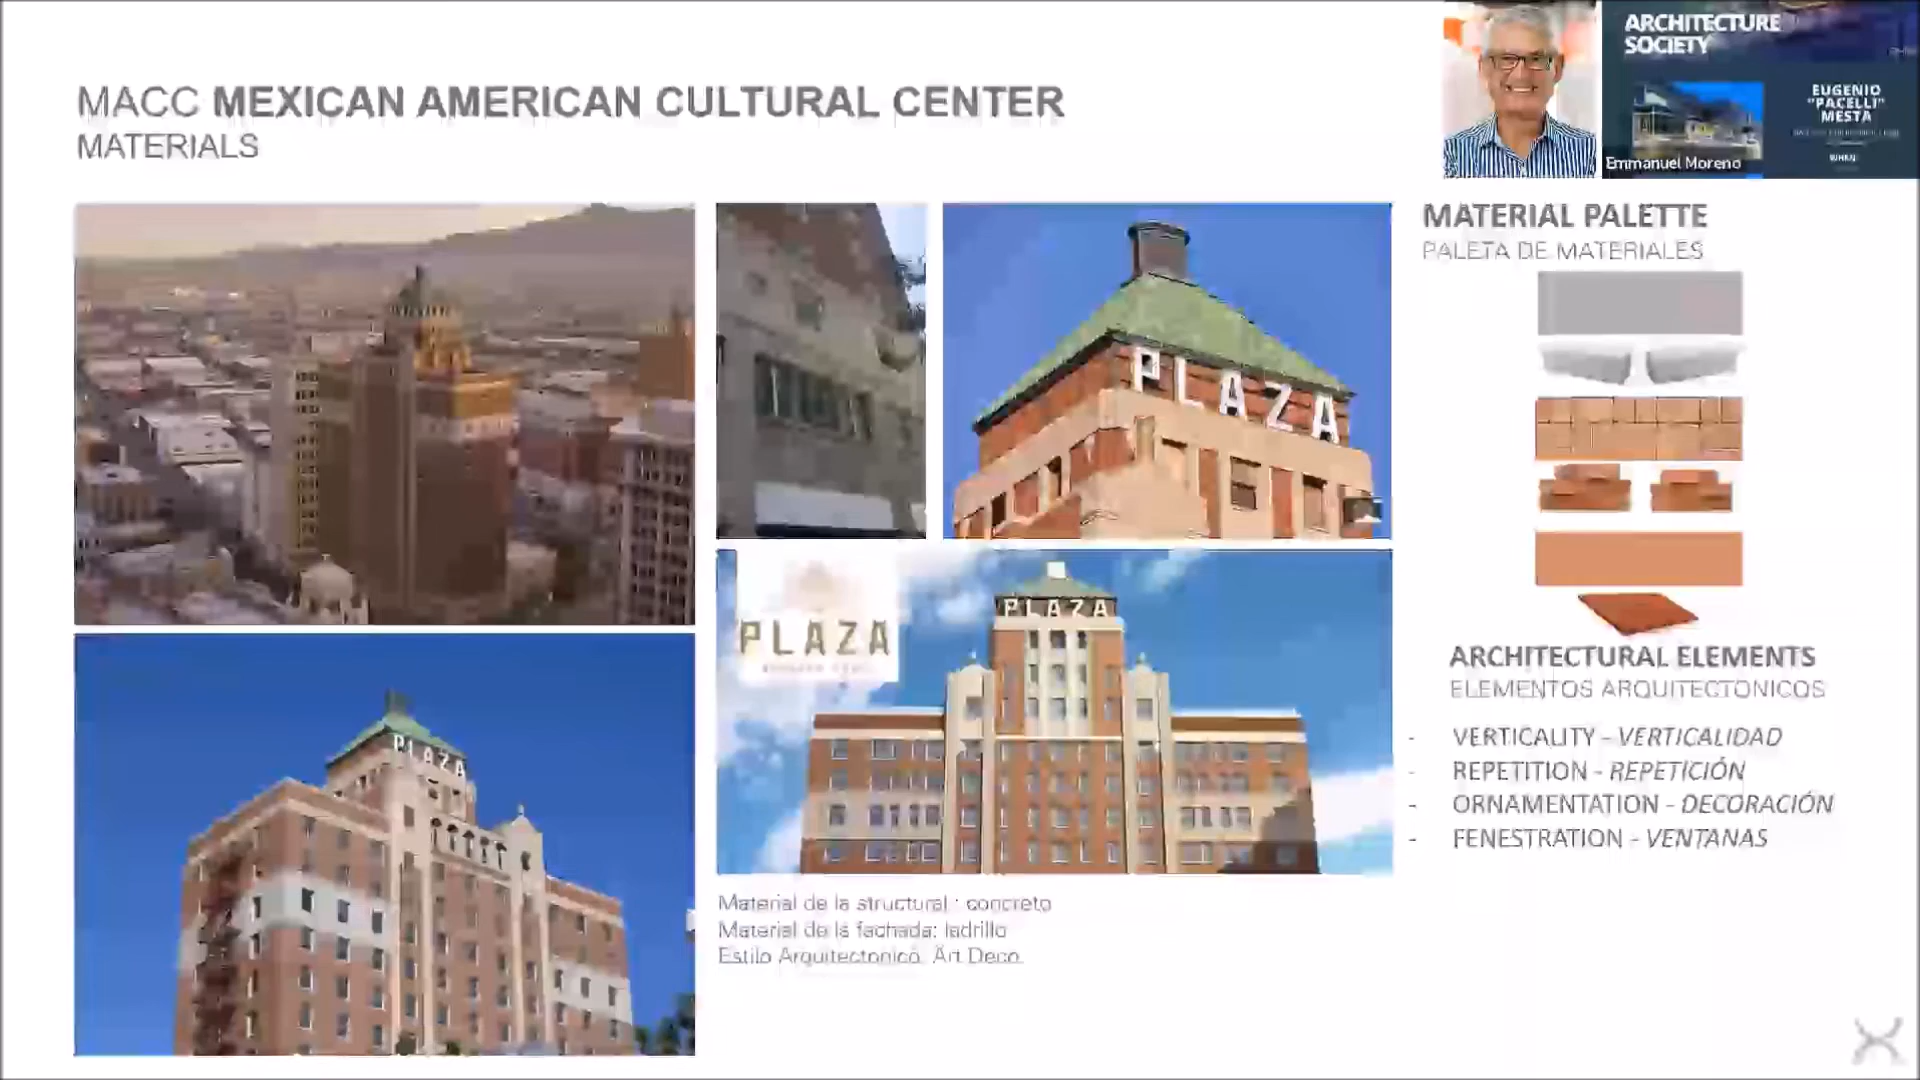 MACC MEXICAN AMERICAN CULTURAL CENTER
MATERIALS
ARCHITECTURE
SOCIETY
EUGENIO
"PACELLI"
MESTA
WHEN:
Emmanuel Moreno
PLAZA
PLAZA
PLAZA
PLAZA
Material de la structural : concreto
Material de la fachada: ladrillo
Estilo Arquitectonico: Art Deco
MATERIAL PALETTE
PALETA DE MATERIALES
ARCHITECTURAL ELEMENTS
ELEMENTOS ARQUITECTONICOS
- VERTICALITY - VERTICALIDAD
- REPETITION - REPETICIÓN
- ORNAMENTATION - DECORACIÓN
- FENESTRATION - VENTANAS